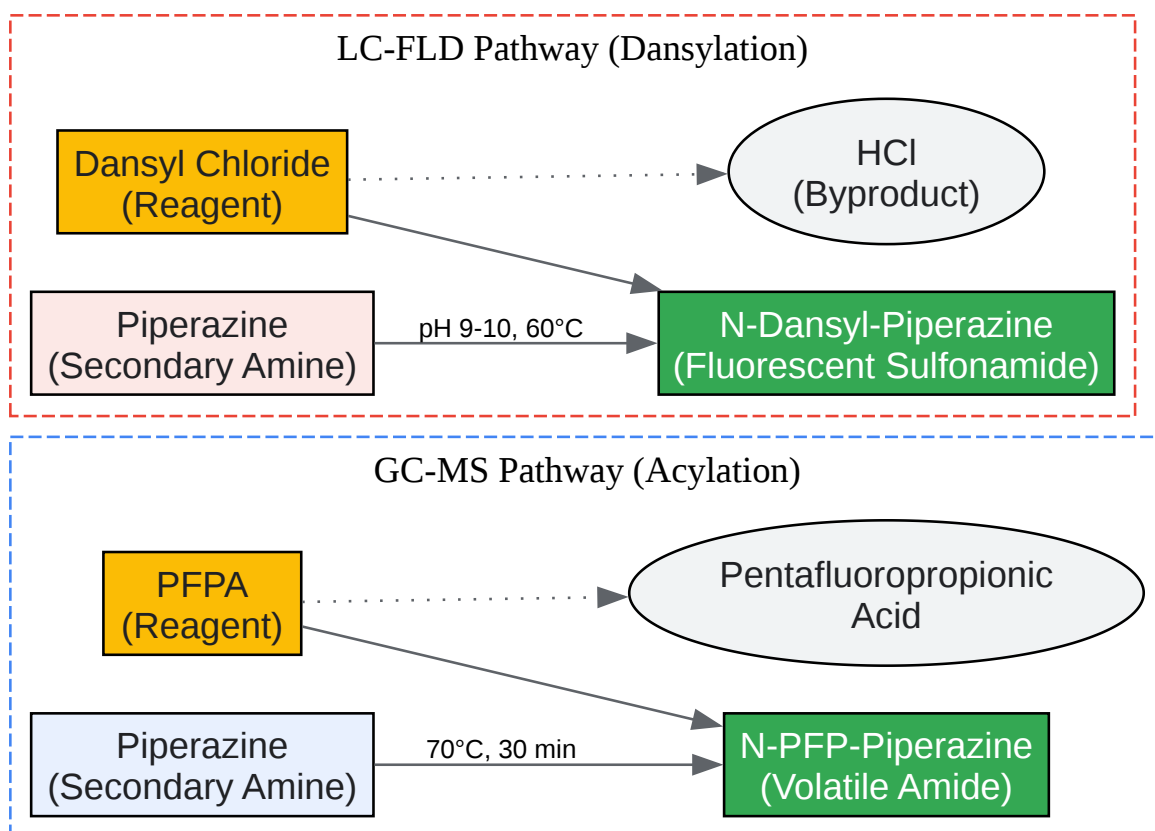 LC-FLD Pathway (Dansylation)
Dansyl Chloride
(Reagent)
HCl
(Byproduct)
Piperazine
(Secondary Amine)
pH 9-10, 60°C
N-Dansyl-Piperazine
(Fluorescent Sulfonamide)
GC-MS Pathway (Acylation)
PFPA
(Reagent)
Pentafluoropropionic
Acid
Piperazine
(Secondary Amine)
70°C, 30 min
N-PFP-Piperazine
(Volatile Amide)